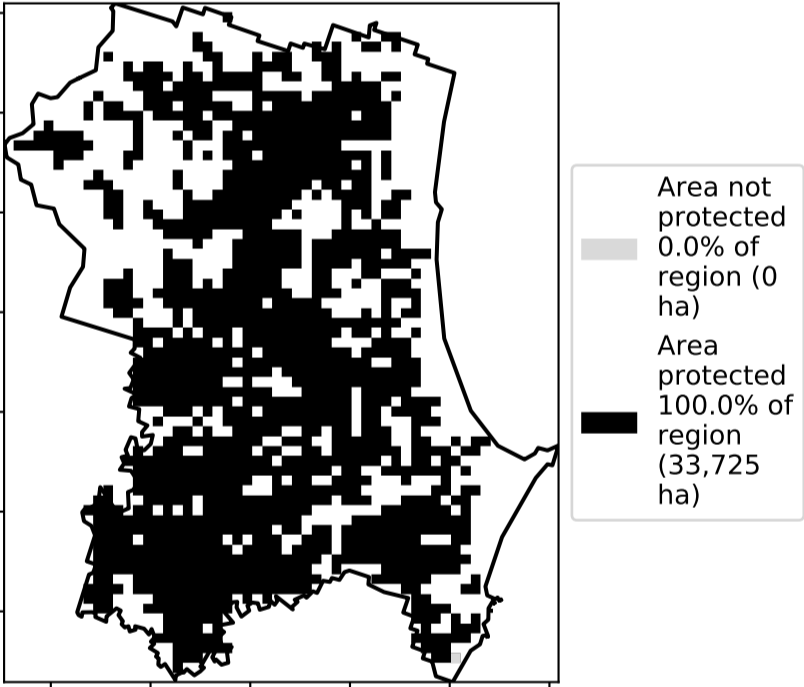 Area not
protected
0.0% of
region (0
ha)
Area
protected
100.0% of
region
(33,725
ha)